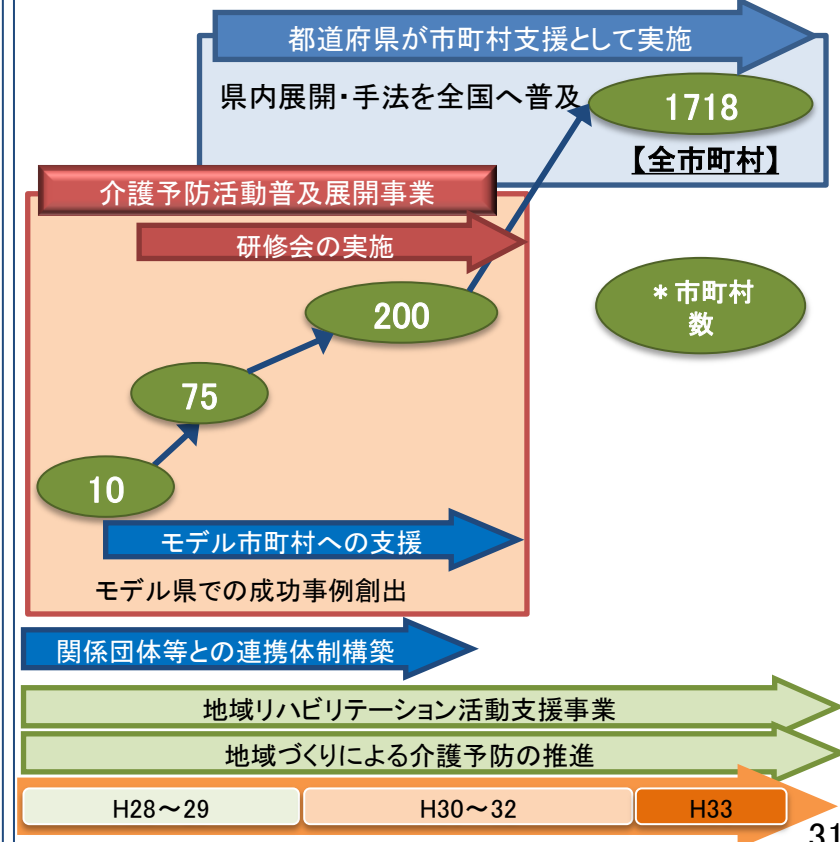 都道府県が市町村支援として実施
県内展開・手法を全国へ普及
1718
【全市町村】
介護予防活動普及展開事業
研修会の実施
200
＊市町村
数
75
10
モデル市町村への支援
モデル県での成功事例創出
関係団体等との連携体制構築
地域リハビリテーション活動支援事業
地域づくりによる介護予防の推進
H28～29
H30～32
H33
31